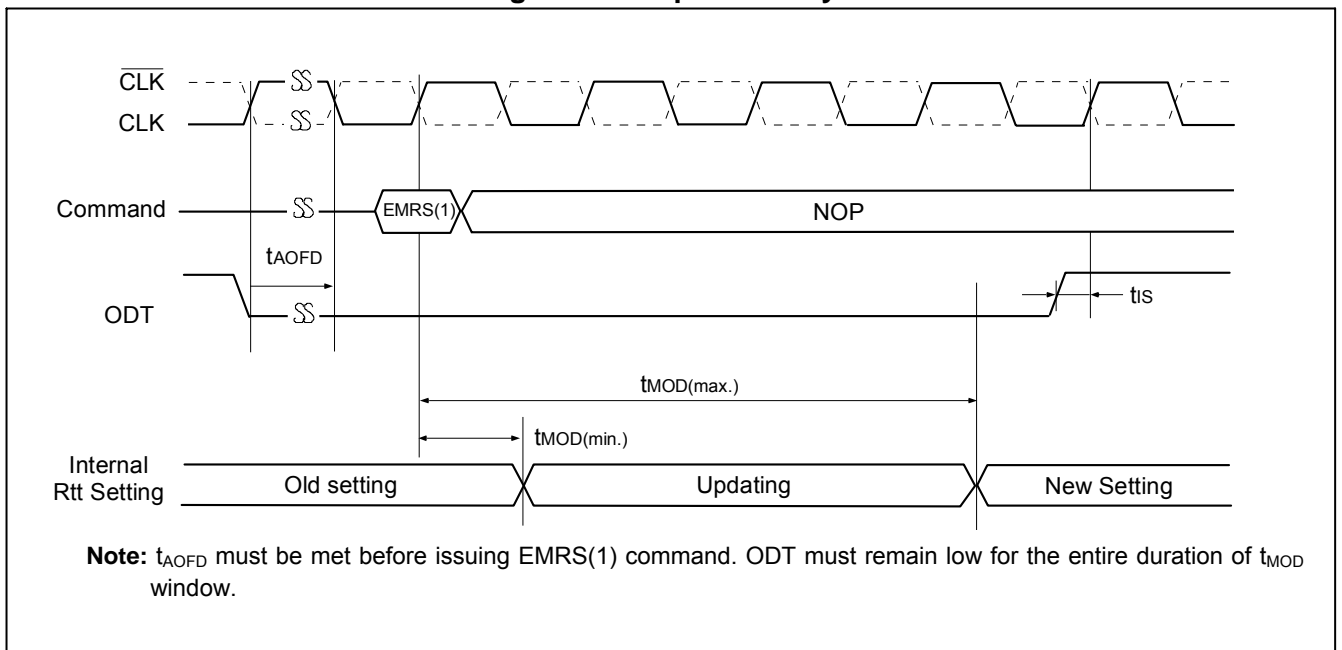 CLK
CLK
Command
EMRS(1)
NOP
tAOFD
ODT
tIS
tMOD(max.)
tMOD(min.)
Internal
Rtt Setting
Old setting
Updating
New Setting
Note: tAOFD must be met before issuing EMRS(1) command. ODT must remain low for the entire duration of tMOD
window.